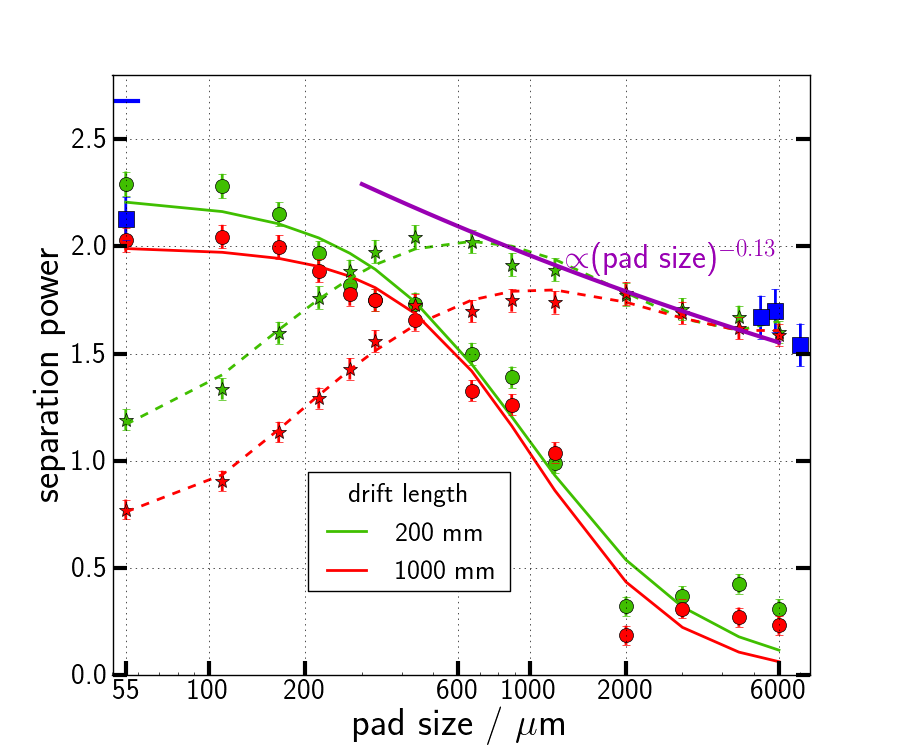 2.5
2.0
1.5
1.0
0.5
0.0
separation power
∝(pad size)^−0.13
drift length
200 mm
1000 mm
55 100 200 600 1000 2000 6000
pad size / μm